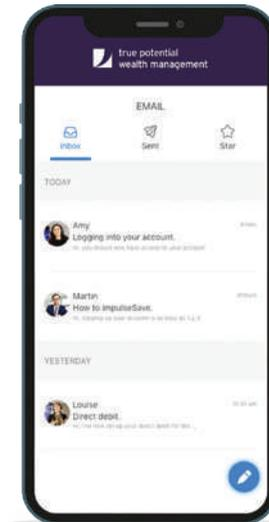 true potential
wealth management
EMAIL
Inbox
Sent
Star
TODAY
Amy
Logging into your account.
Martin
How to impulseSave.
YESTERDAY
Louise
Direct debit.